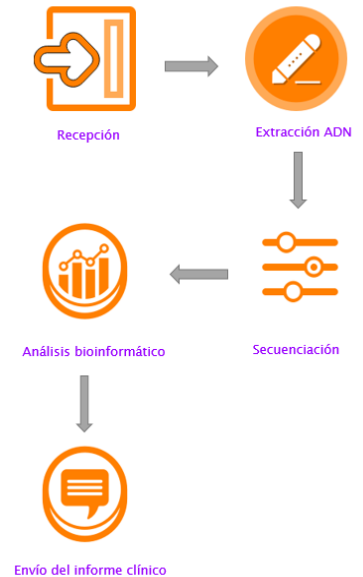 Recepción
Extracción ADN
Secuenciación
Análisis bioinformático
Envío del informe clínico